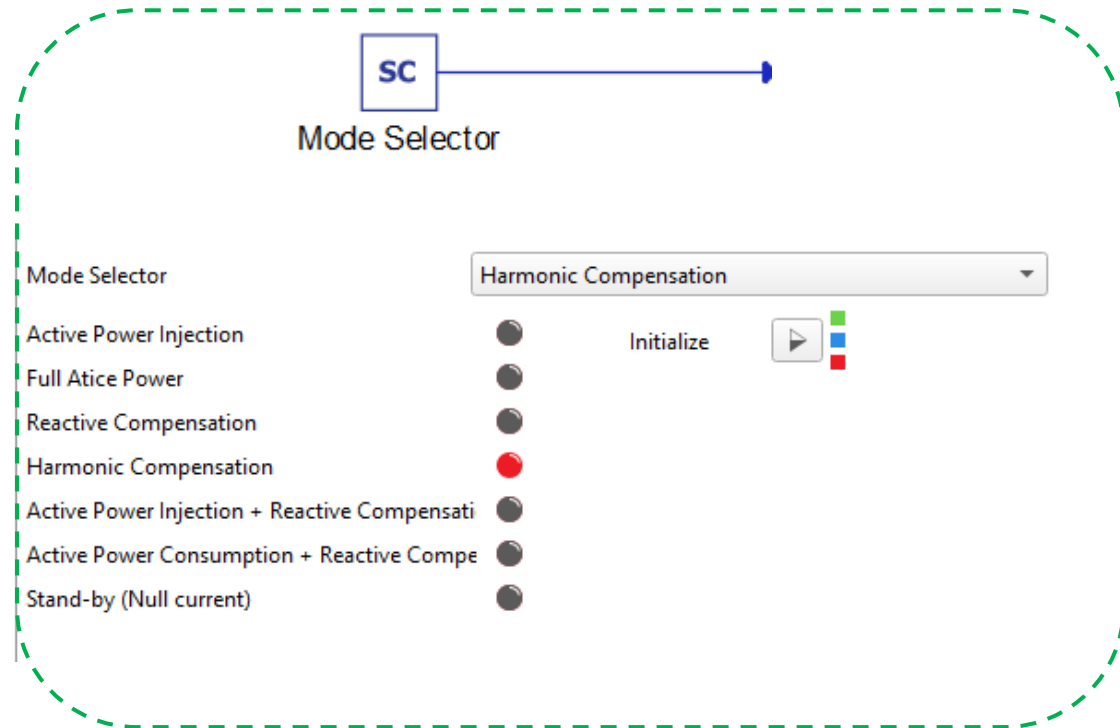 SC
Mode Selector
Mode Selector Harmonic Compensation
Active Power Injection
Initialize
Full Atice Power
Reactive Compensation
Harmonic Compensation
Active Power Injection + Reactive Compensati
Active Power Consumption + Reactive Compe
Stand-by (Null current)